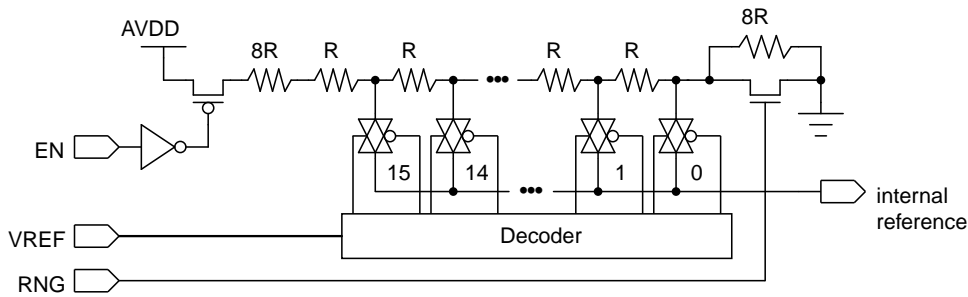 8R
AVDD
8R
R
R
R
R
EN
15
14
1
0
internal
reference
VREF
Decoder
RNG